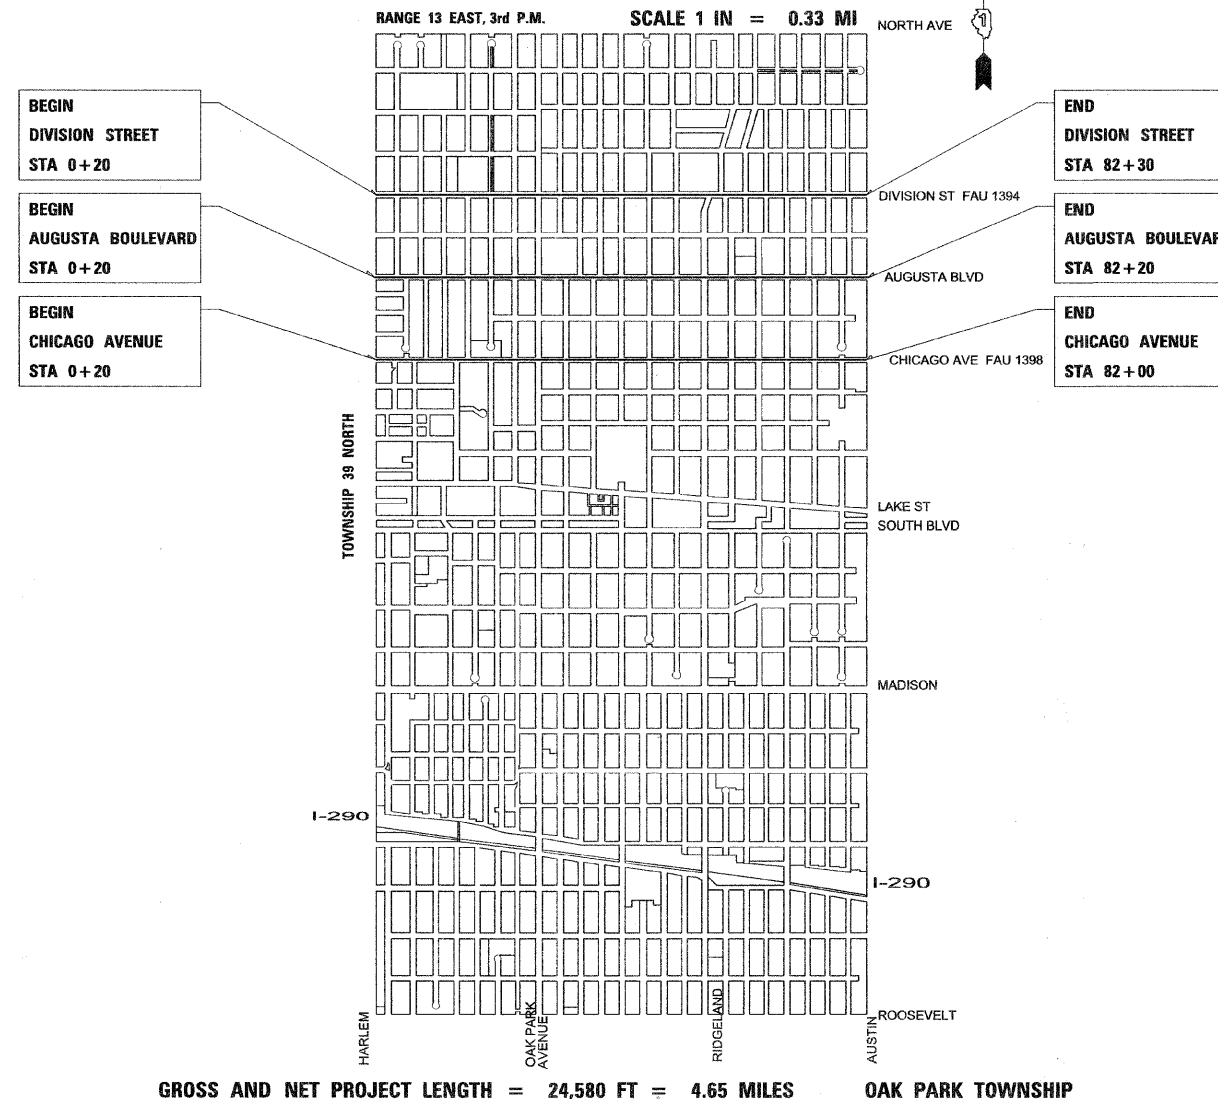 RANGE 13 EAST, 3rd P.M.
SCALE 1 IN = 0.33 MI
NORTH AVE
1
BEGIN
DIVISION STREET
STA 0+20
END
DIVISION STREET
STA 82+30
DIVISION ST FAU 1394
BEGIN
AUGUSTA BOULEVARD
STA 0+20
END
AUGUSTA BOULEVAR
STA 82+20
AUGUSTA BLVD
BEGIN
CHICAGO AVENUE
STA 0+20
END
CHICAGO AVENUE
STA 82+00
CHICAGO AVE FAU 1398
TOWNSHIP 39 NORTH
LAKE ST
SOUTH BLVD
MADISON
I-290
I-290
ROOSEVELT
HARLEM
OAK PARK
AVENUE
RIDGELAND
AUSTIN
GROSS AND NET PROJECT LENGTH = 24,580 FT = 4.65 MILES
OAK PARK TOWNSHIP